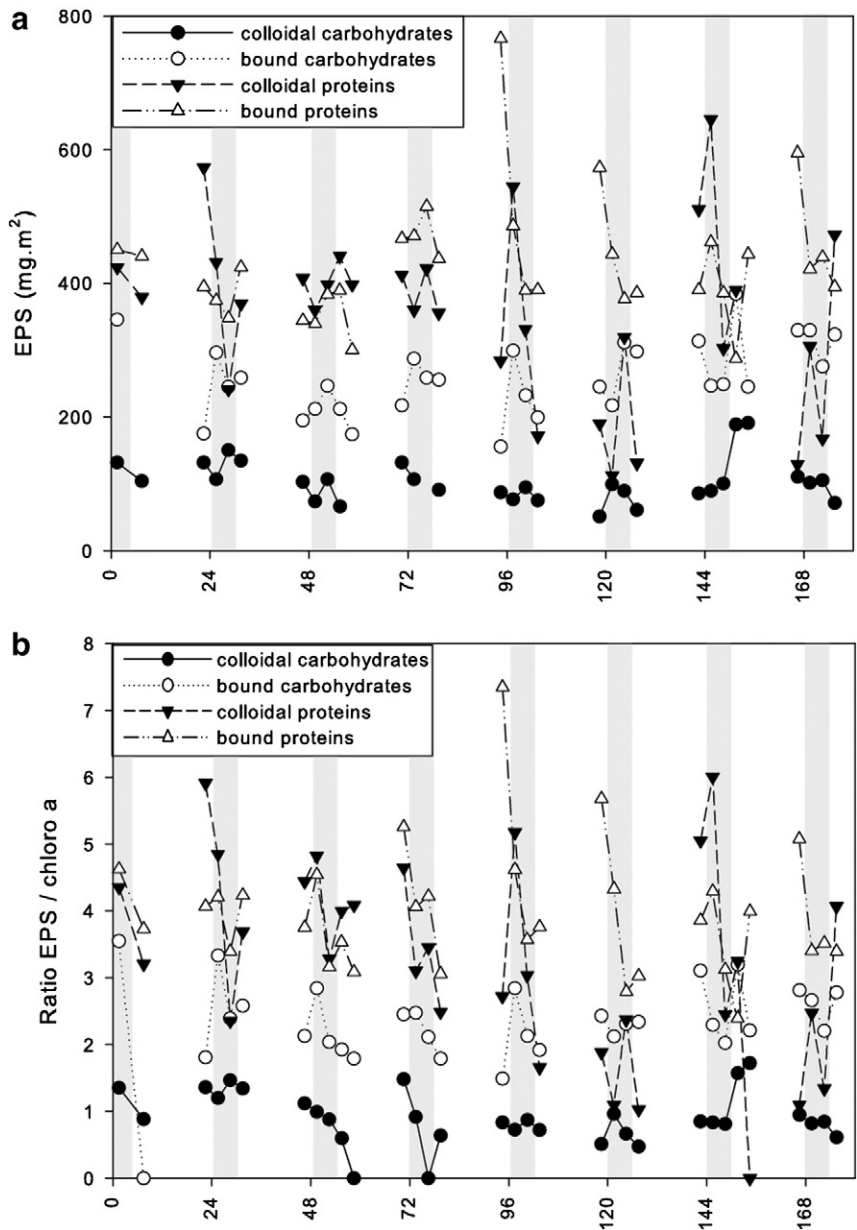 a
800
600
400
200
0
EPS (mg.m²)
colloidal carbohydrates
bound carbohydrates
colloidal proteins
bound proteins
0 24 48 72 96 120 144 168
b
8
7
6
5
4
3
2
1
0
Ratio EPS / chloro a
colloidal carbohydrates
bound carbohydrates
colloidal proteins
bound proteins
0 24 48 72 96 120 144 168